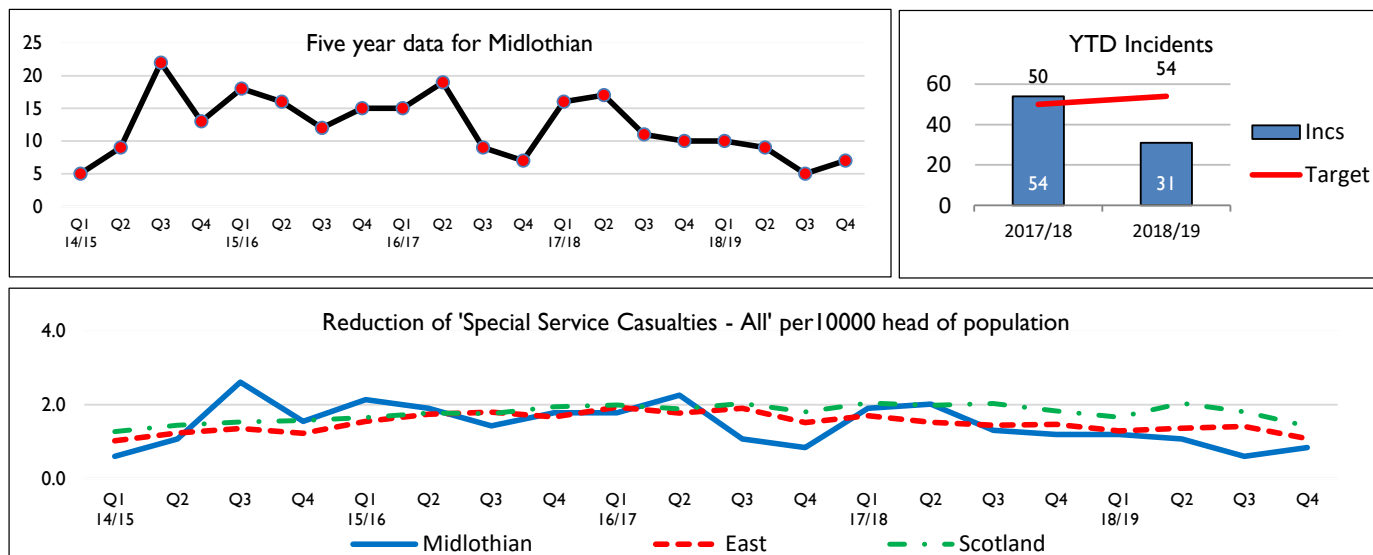 Five year data for Midlothian
25
20
15
10
5
0
Q1 Q2 Q3 Q4 Q1 Q2 Q3 Q4 Q1 Q2 Q3 Q4 Q1 Q2 Q3 Q4 Q1 Q2 Q3 Q4
14/15 15/16 16/17 17/18 18/19
YTD Incidents
50 54
60
40
20
0
54 31
2017/18 2018/19
Incs
Target
Reduction of 'Special Service Casualties - All' per10000 head of population
4.0
2.0
0.0
Q1 Q2 Q3 Q4 Q1 Q2 Q3 Q4 Q1 Q2 Q3 Q4 Q1 Q2 Q3 Q4 Q1 Q2 Q3 Q4
14/15 15/16 16/17 17/18 18/19
Midlothian East Scotland